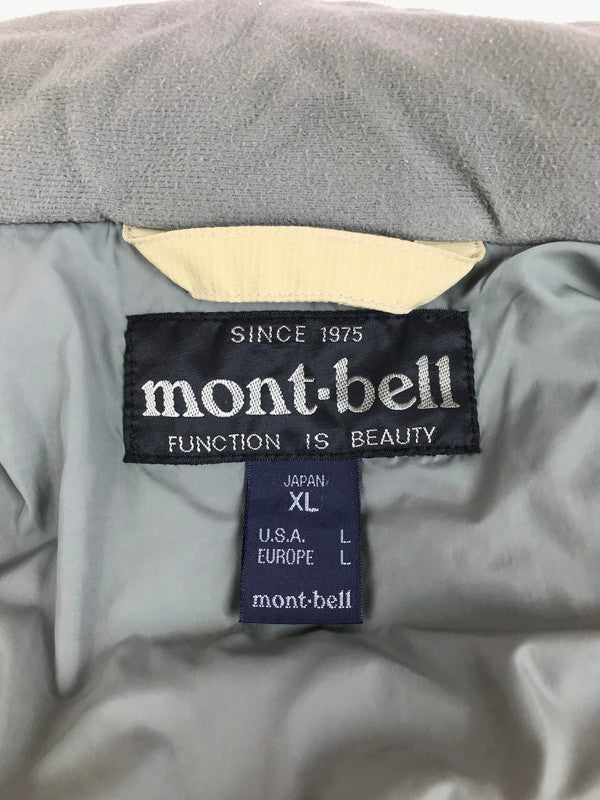 SINCE 1975
mont·bell
FUNCTION IS BEAUTY
JAPAN
XL
U.S.A. L
EUROPE L
mont·bell